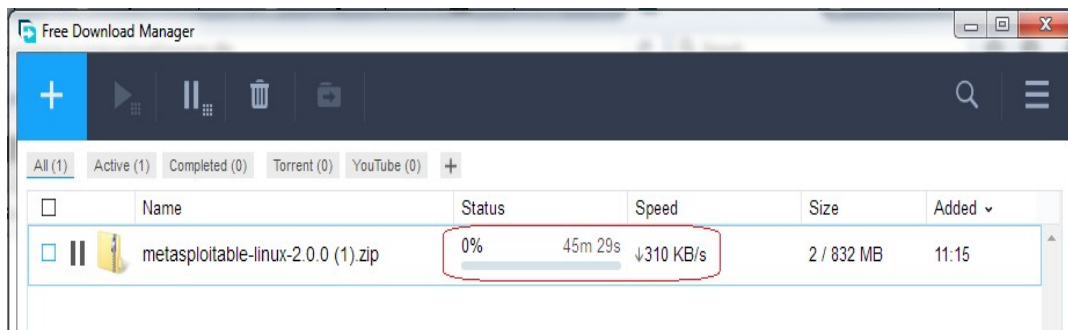 Free Download Manager
All (1) Active (1) Completed (0) Torrent (0) YouTube (0) +
Name Status Speed Size Added
metasploitable-linux-2.0.0 (1).zip 0% 45m 29s ↓310 KB/s 2 / 832 MB 11:15